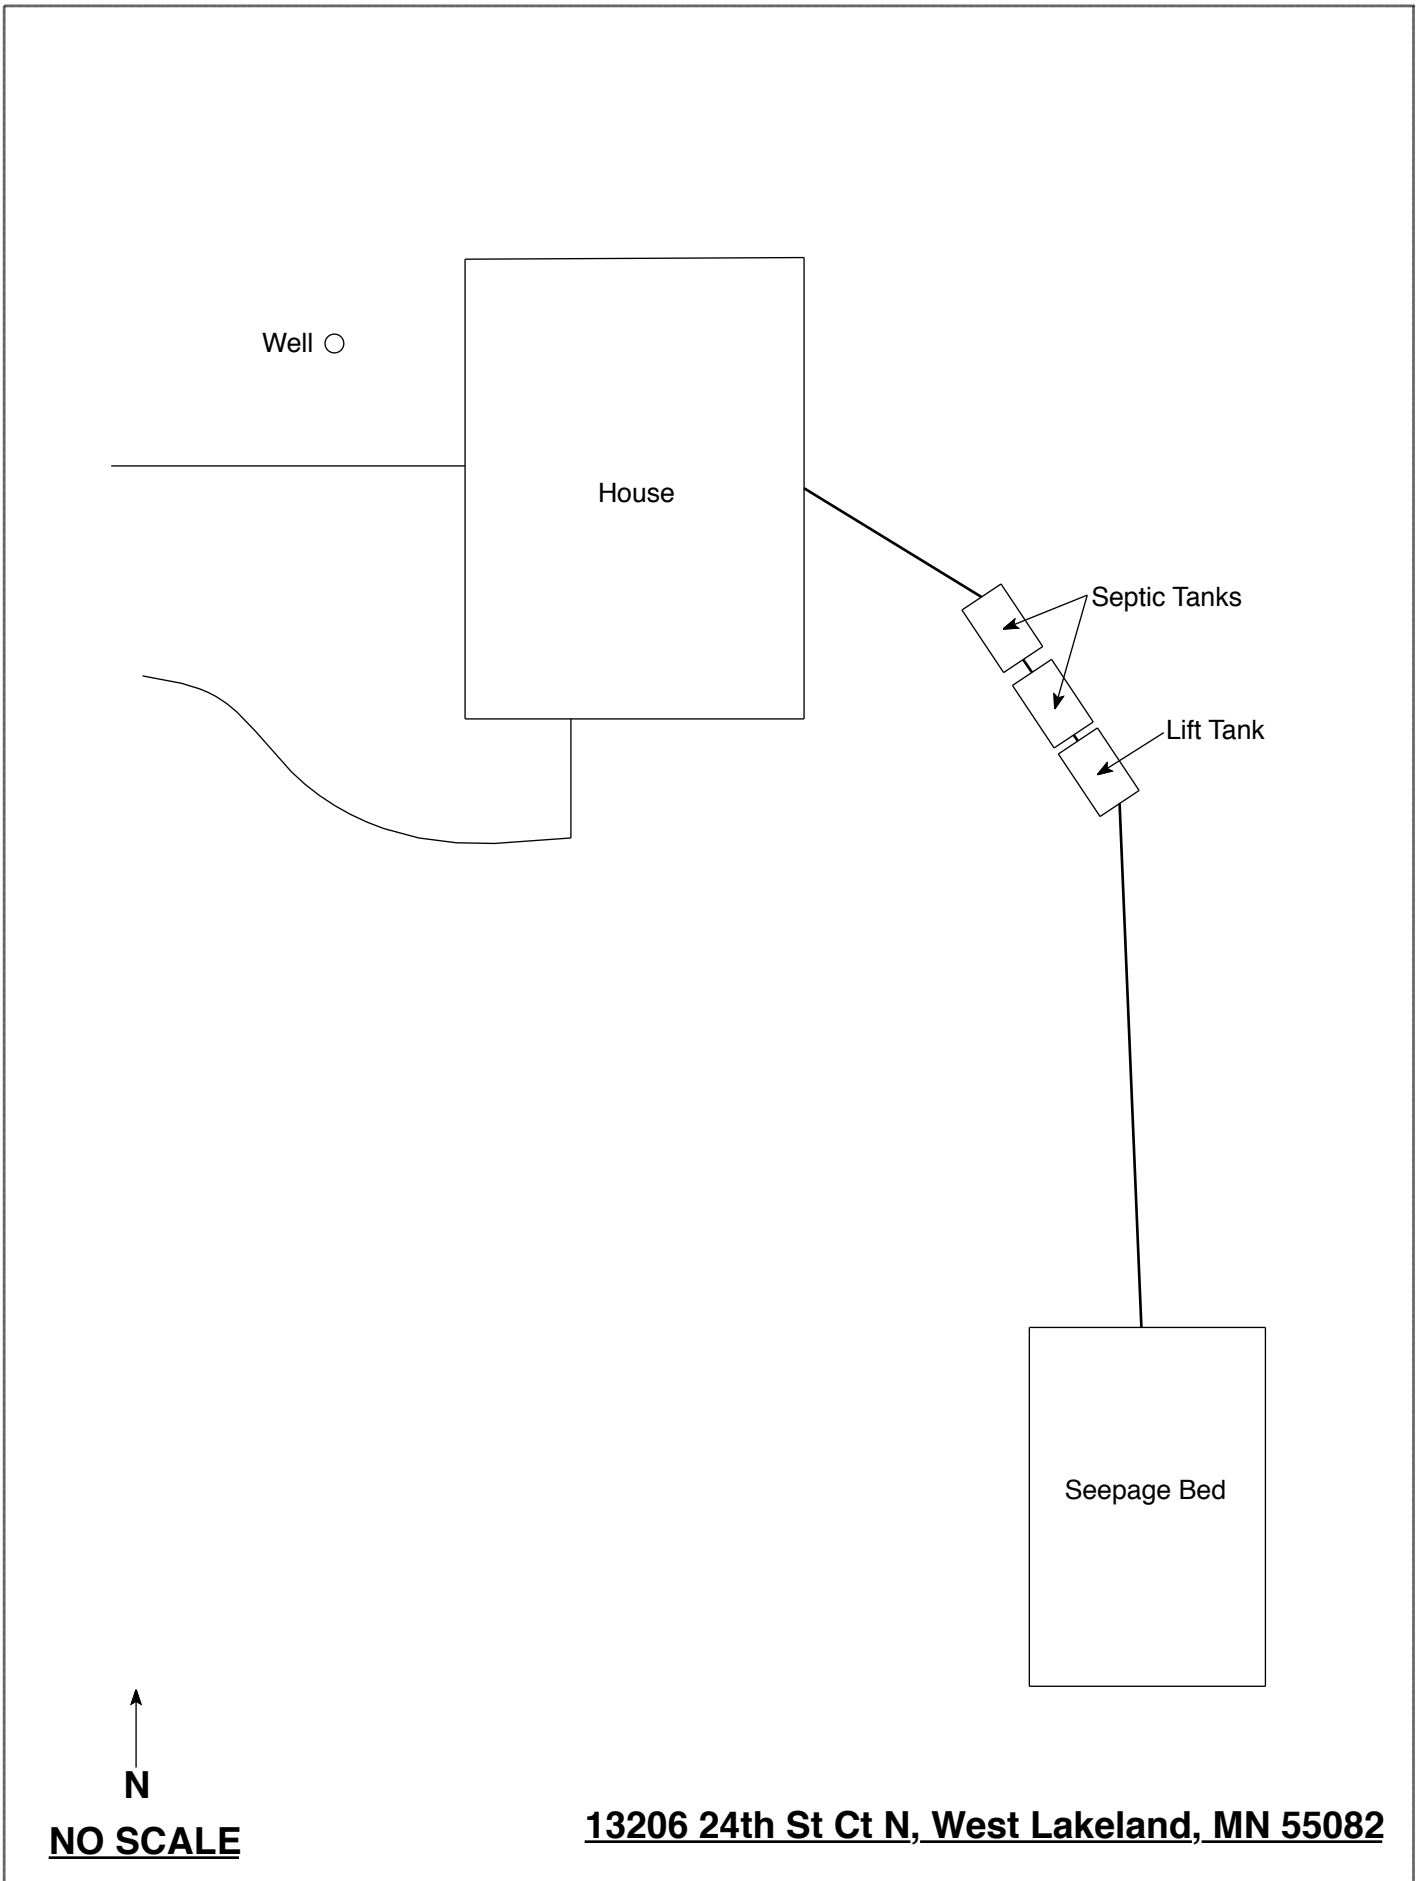 Well
House
Septic Tanks
Lift Tank
Seepage Bed
N
NO SCALE
13206 24th St Ct N, West Lakeland, MN 55082